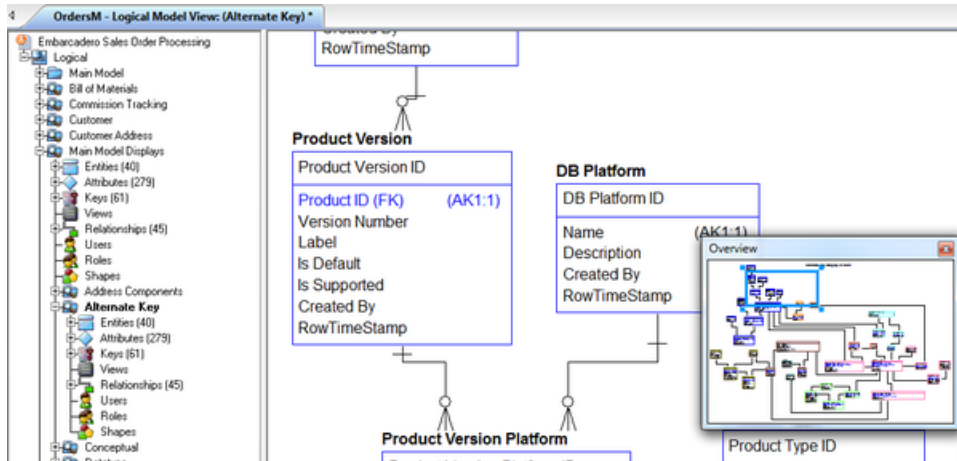 OrdersM - Logical Model View: (Alternate Key) *
Embarcadero Sales Order Processing
Logical
Main Model
Bill of Materials
Commission Tracking
Customer
Customer Address
Main Model Displays
Entities (40)
Attributes (279)
Keys (61)
Views
Relationships (45)
Users
Roles
Shapes
Address Components
Alternate Key
Entities (40)
Attributes (279)
Keys (61)
Views
Relationships (45)
Users
Roles
Shapes
Conceptual
Created By
RowTimeStamp
Product Version
Product Version ID
Product ID (FK) (AK1:1)
Version Number
Label
Is Default
Is Supported
Created By
RowTimeStamp
DB Platform
DB Platform ID
Name (AK1:1)
Description
Created By
RowTimeStamp
Overview
Product Version Platform
Product Type ID